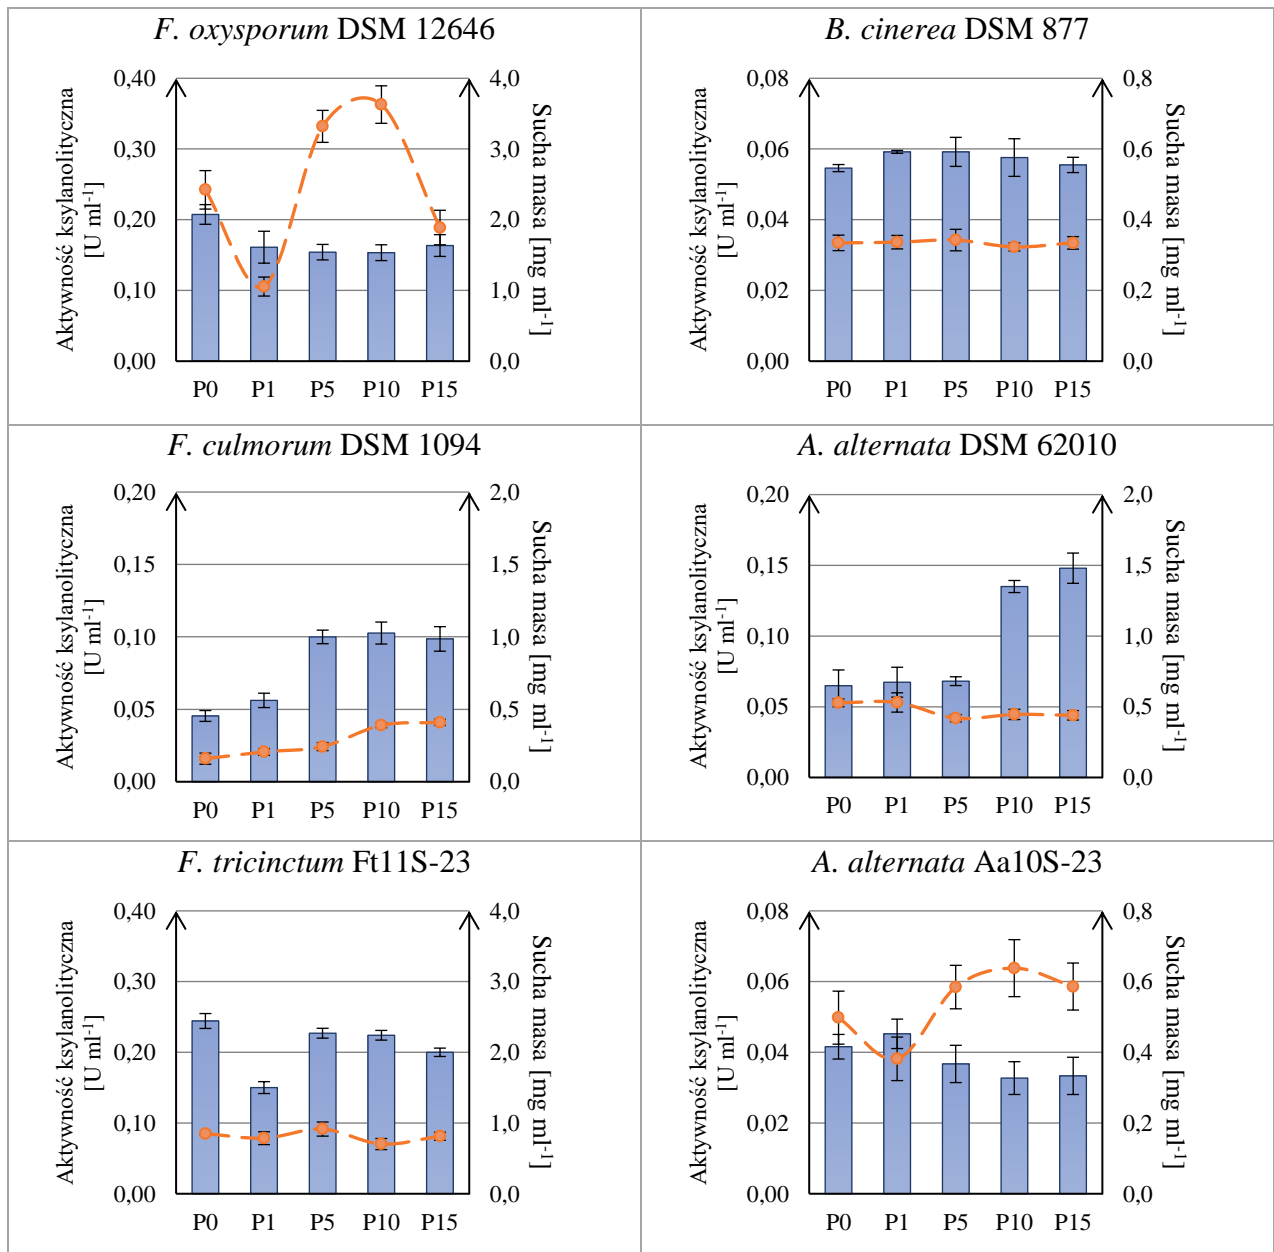 F. oxysporum DSM 12646
Aktywność ksylanolityczna
[U ml-1]
0,40
0,30
0,20
0,10
0,00
4,0
3,0
2,0
1,0
0,0
Sucha masa [mg ml-1]
P0 P1 P5 P10 P15
B. cinerea DSM 877
Aktywność ksylanolityczna
[U ml-1]
0,08
0,06
0,04
0,02
0,00
0,8
0,6
0,4
0,2
0,0
Sucha masa [mg ml-1]
P0 P1 P5 P10 P15
F. culmorum DSM 1094
Aktywność ksylanolityczna
[U ml-1]
0,20
0,15
0,10
0,05
0,00
2,0
1,5
1,0
0,5
0,0
Sucha masa [mg ml-1]
P0 P1 P5 P10 P15
A. alternata DSM 62010
Aktywność ksylanolityczna
[U ml-1]
0,20
0,15
0,10
0,05
0,00
2,0
1,5
1,0
0,5
0,0
Sucha masa [mg ml-1]
P0 P1 P5 P10 P15
F. tricinctum Ft11S-23
Aktywność ksylanolityczna
[U ml-1]
0,40
0,30
0,20
0,10
0,00
4,0
3,0
2,0
1,0
0,0
Sucha masa [mg ml-1]
P0 P1 P5 P10 P15
A. alternata Aa10S-23
Aktywność ksylanolityczna
[U ml-1]
0,08
0,06
0,04
0,02
0,00
0,8
0,6
0,4
0,2
0,0
Sucha masa [mg ml-1]
P0 P1 P5 P10 P15